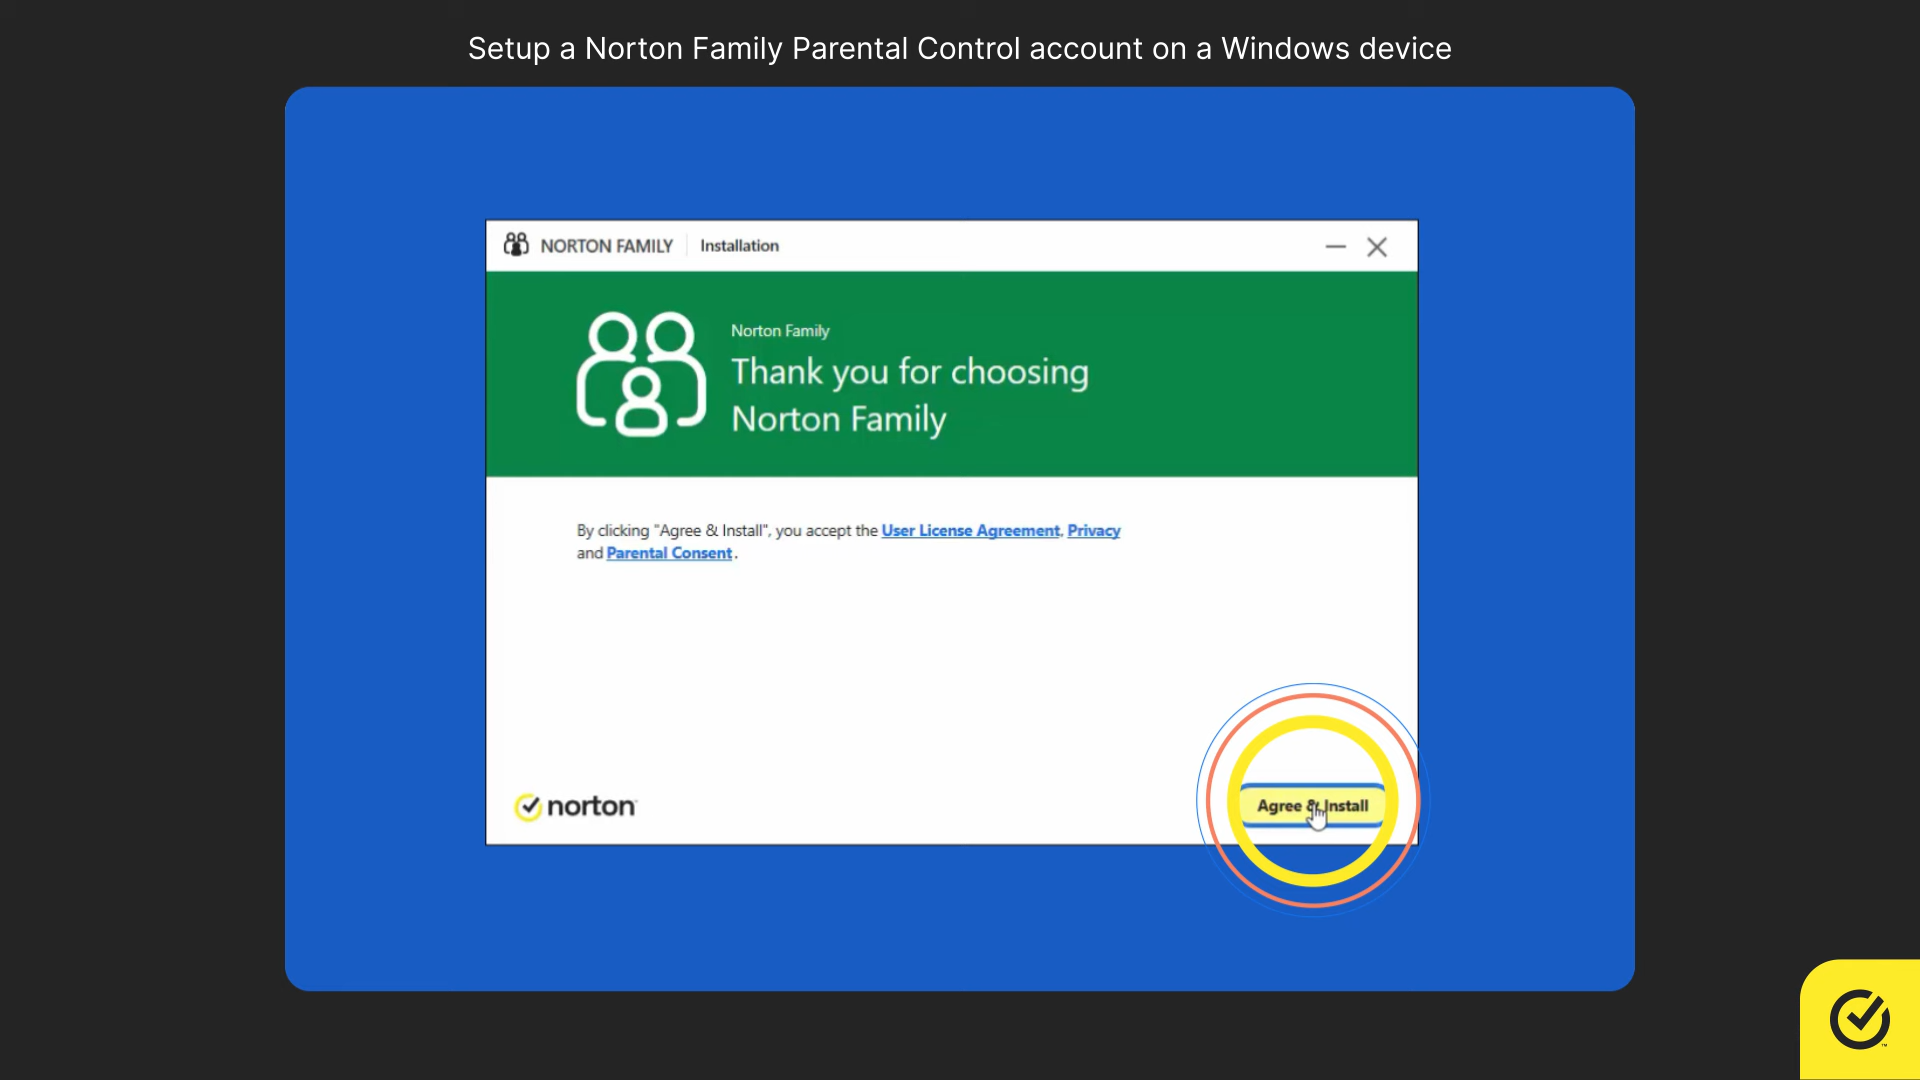 Setup a Norton Family Parental Control account on a Windows device
NORTON FAMILY Installation
Norton Family
Thank you for choosing
Norton Family
By clicking "Agree & Install", you accept the User License Agreement, Privacy
and Parental Consent.
norton
Agree & Install